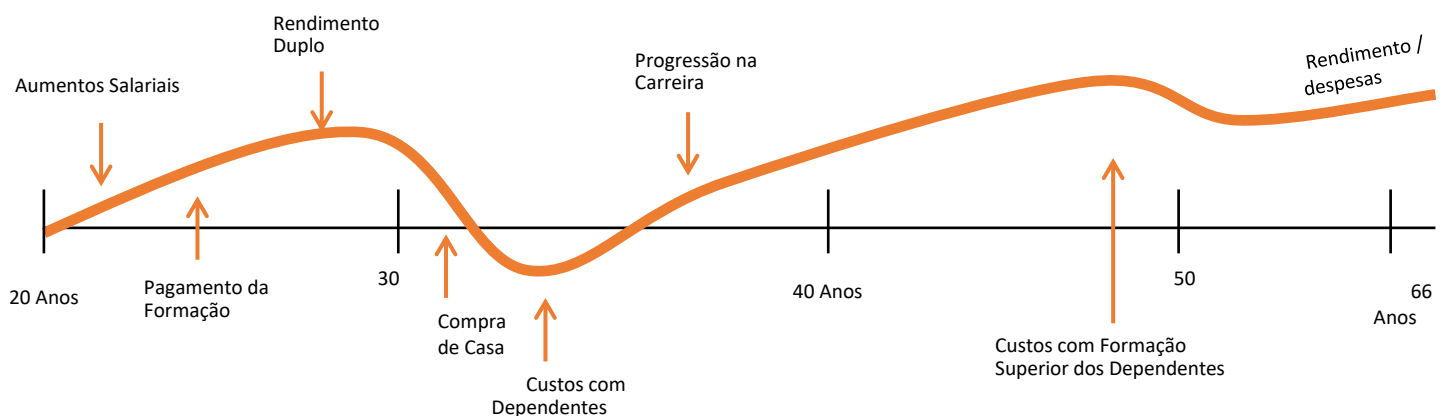 Rendimento
Duplo
Aumentos Salariais
Progressão na
Carreira
Rendimento /
despesas
20 Anos
30
40 Anos
50
66
Anos
Pagamento da
Formação
Compra
de Casa
Custos com
Dependentes
Custos com Formação
Superior dos Dependentes